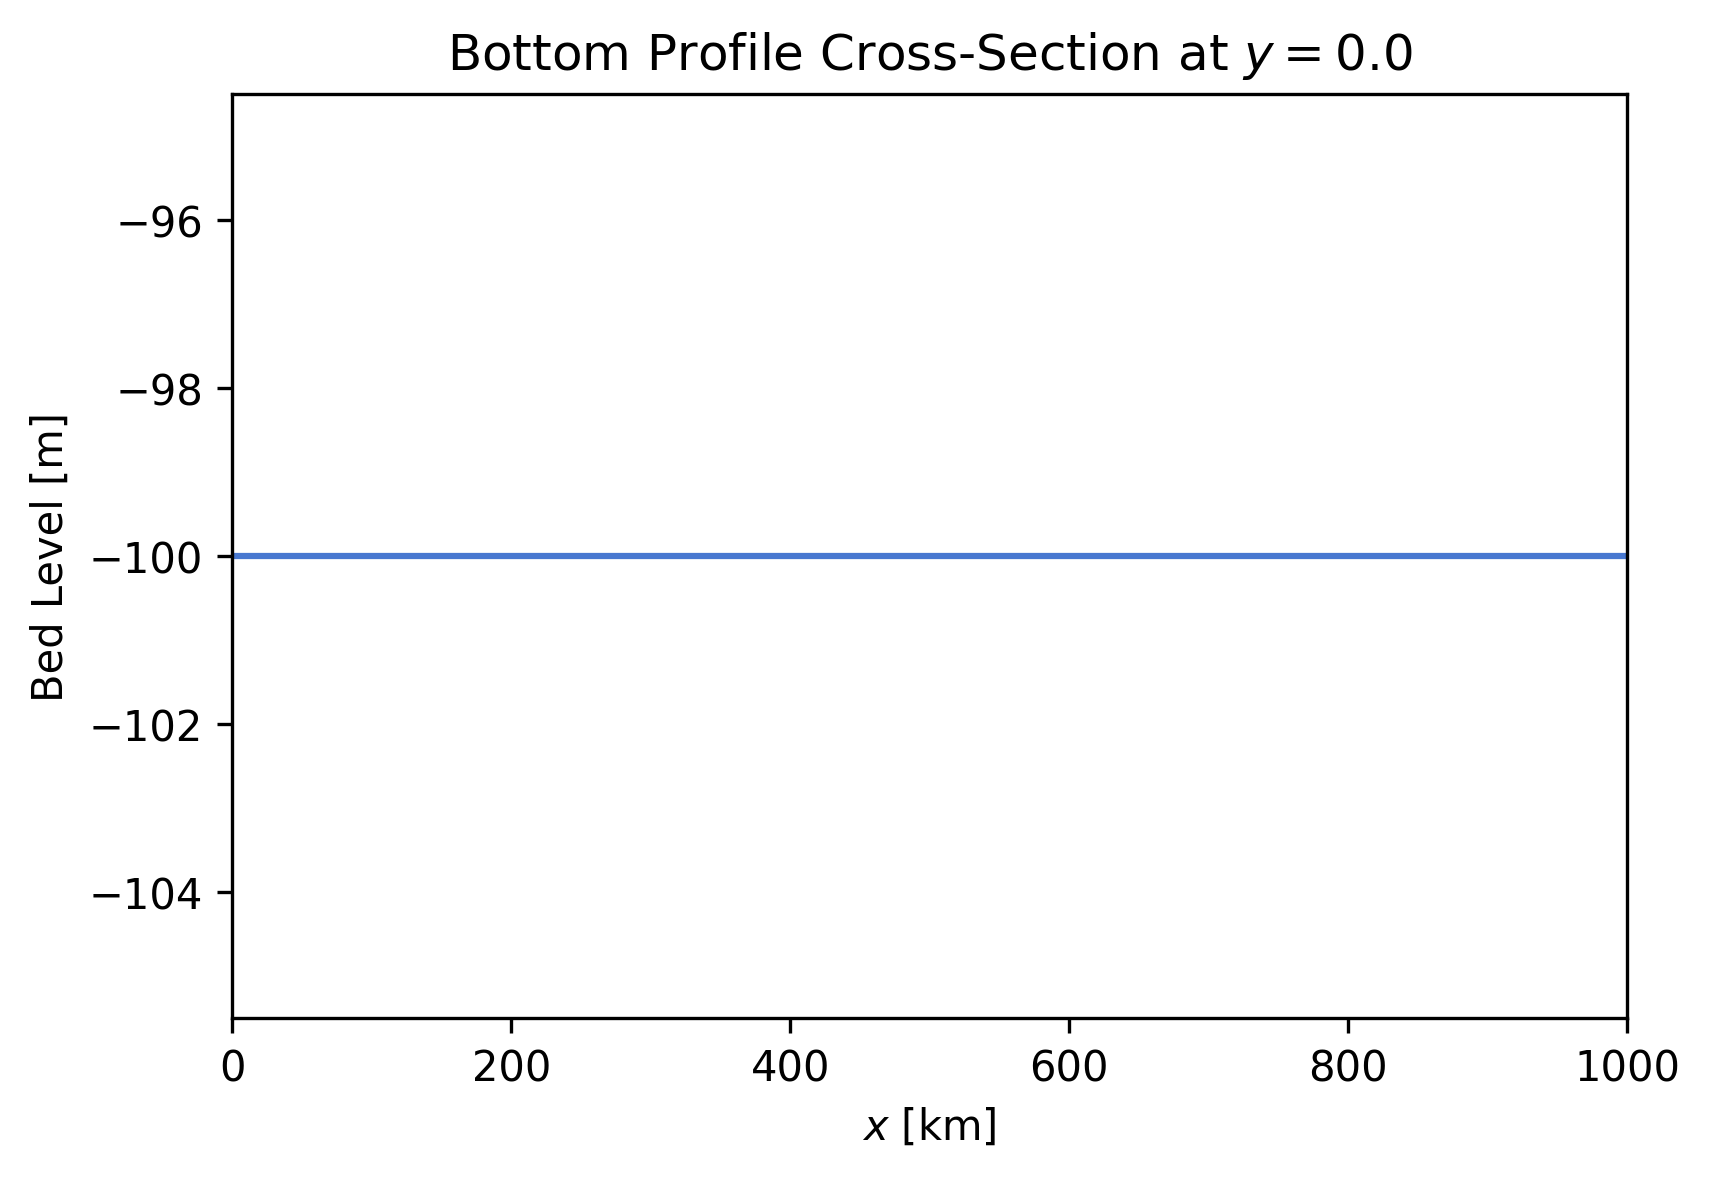 Bottom Profile Cross-Section at y = 0.0
−96
−98
−100
−102
−104
Bed Level [m]
0 200 400 600 800 1000
x [km]